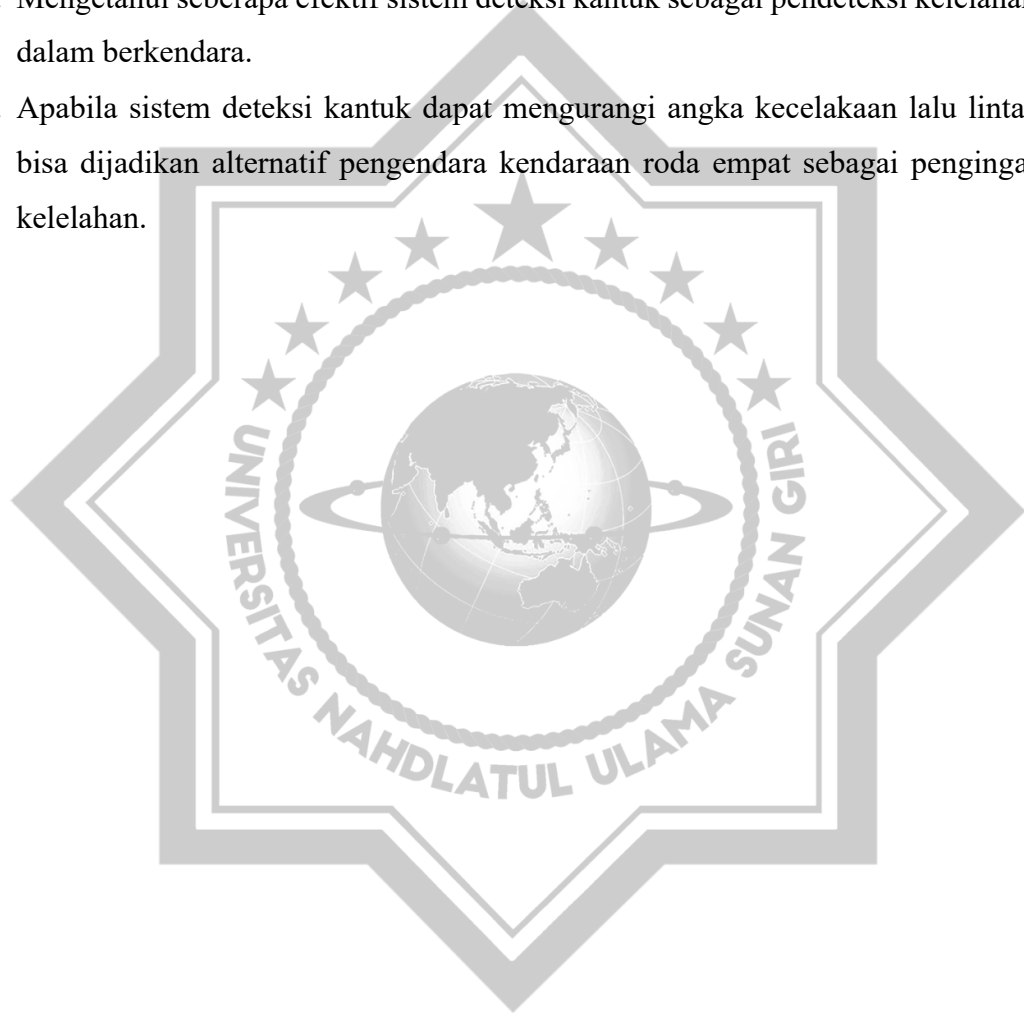 Mengetahui seberapa efektif sistem deteksi kantuk sebagai pendeteksi
dalam berkendara.
Apabila sistem deteksi kantuk dapat mengurangi angka kecelakaan lalu linta
bisa dijadikan alternatif pengendara kendaraan roda empat sebagai penginga
kelelahan.
UNIVERSITAS NAHDLATUL ULAMA SUNAN GIRI